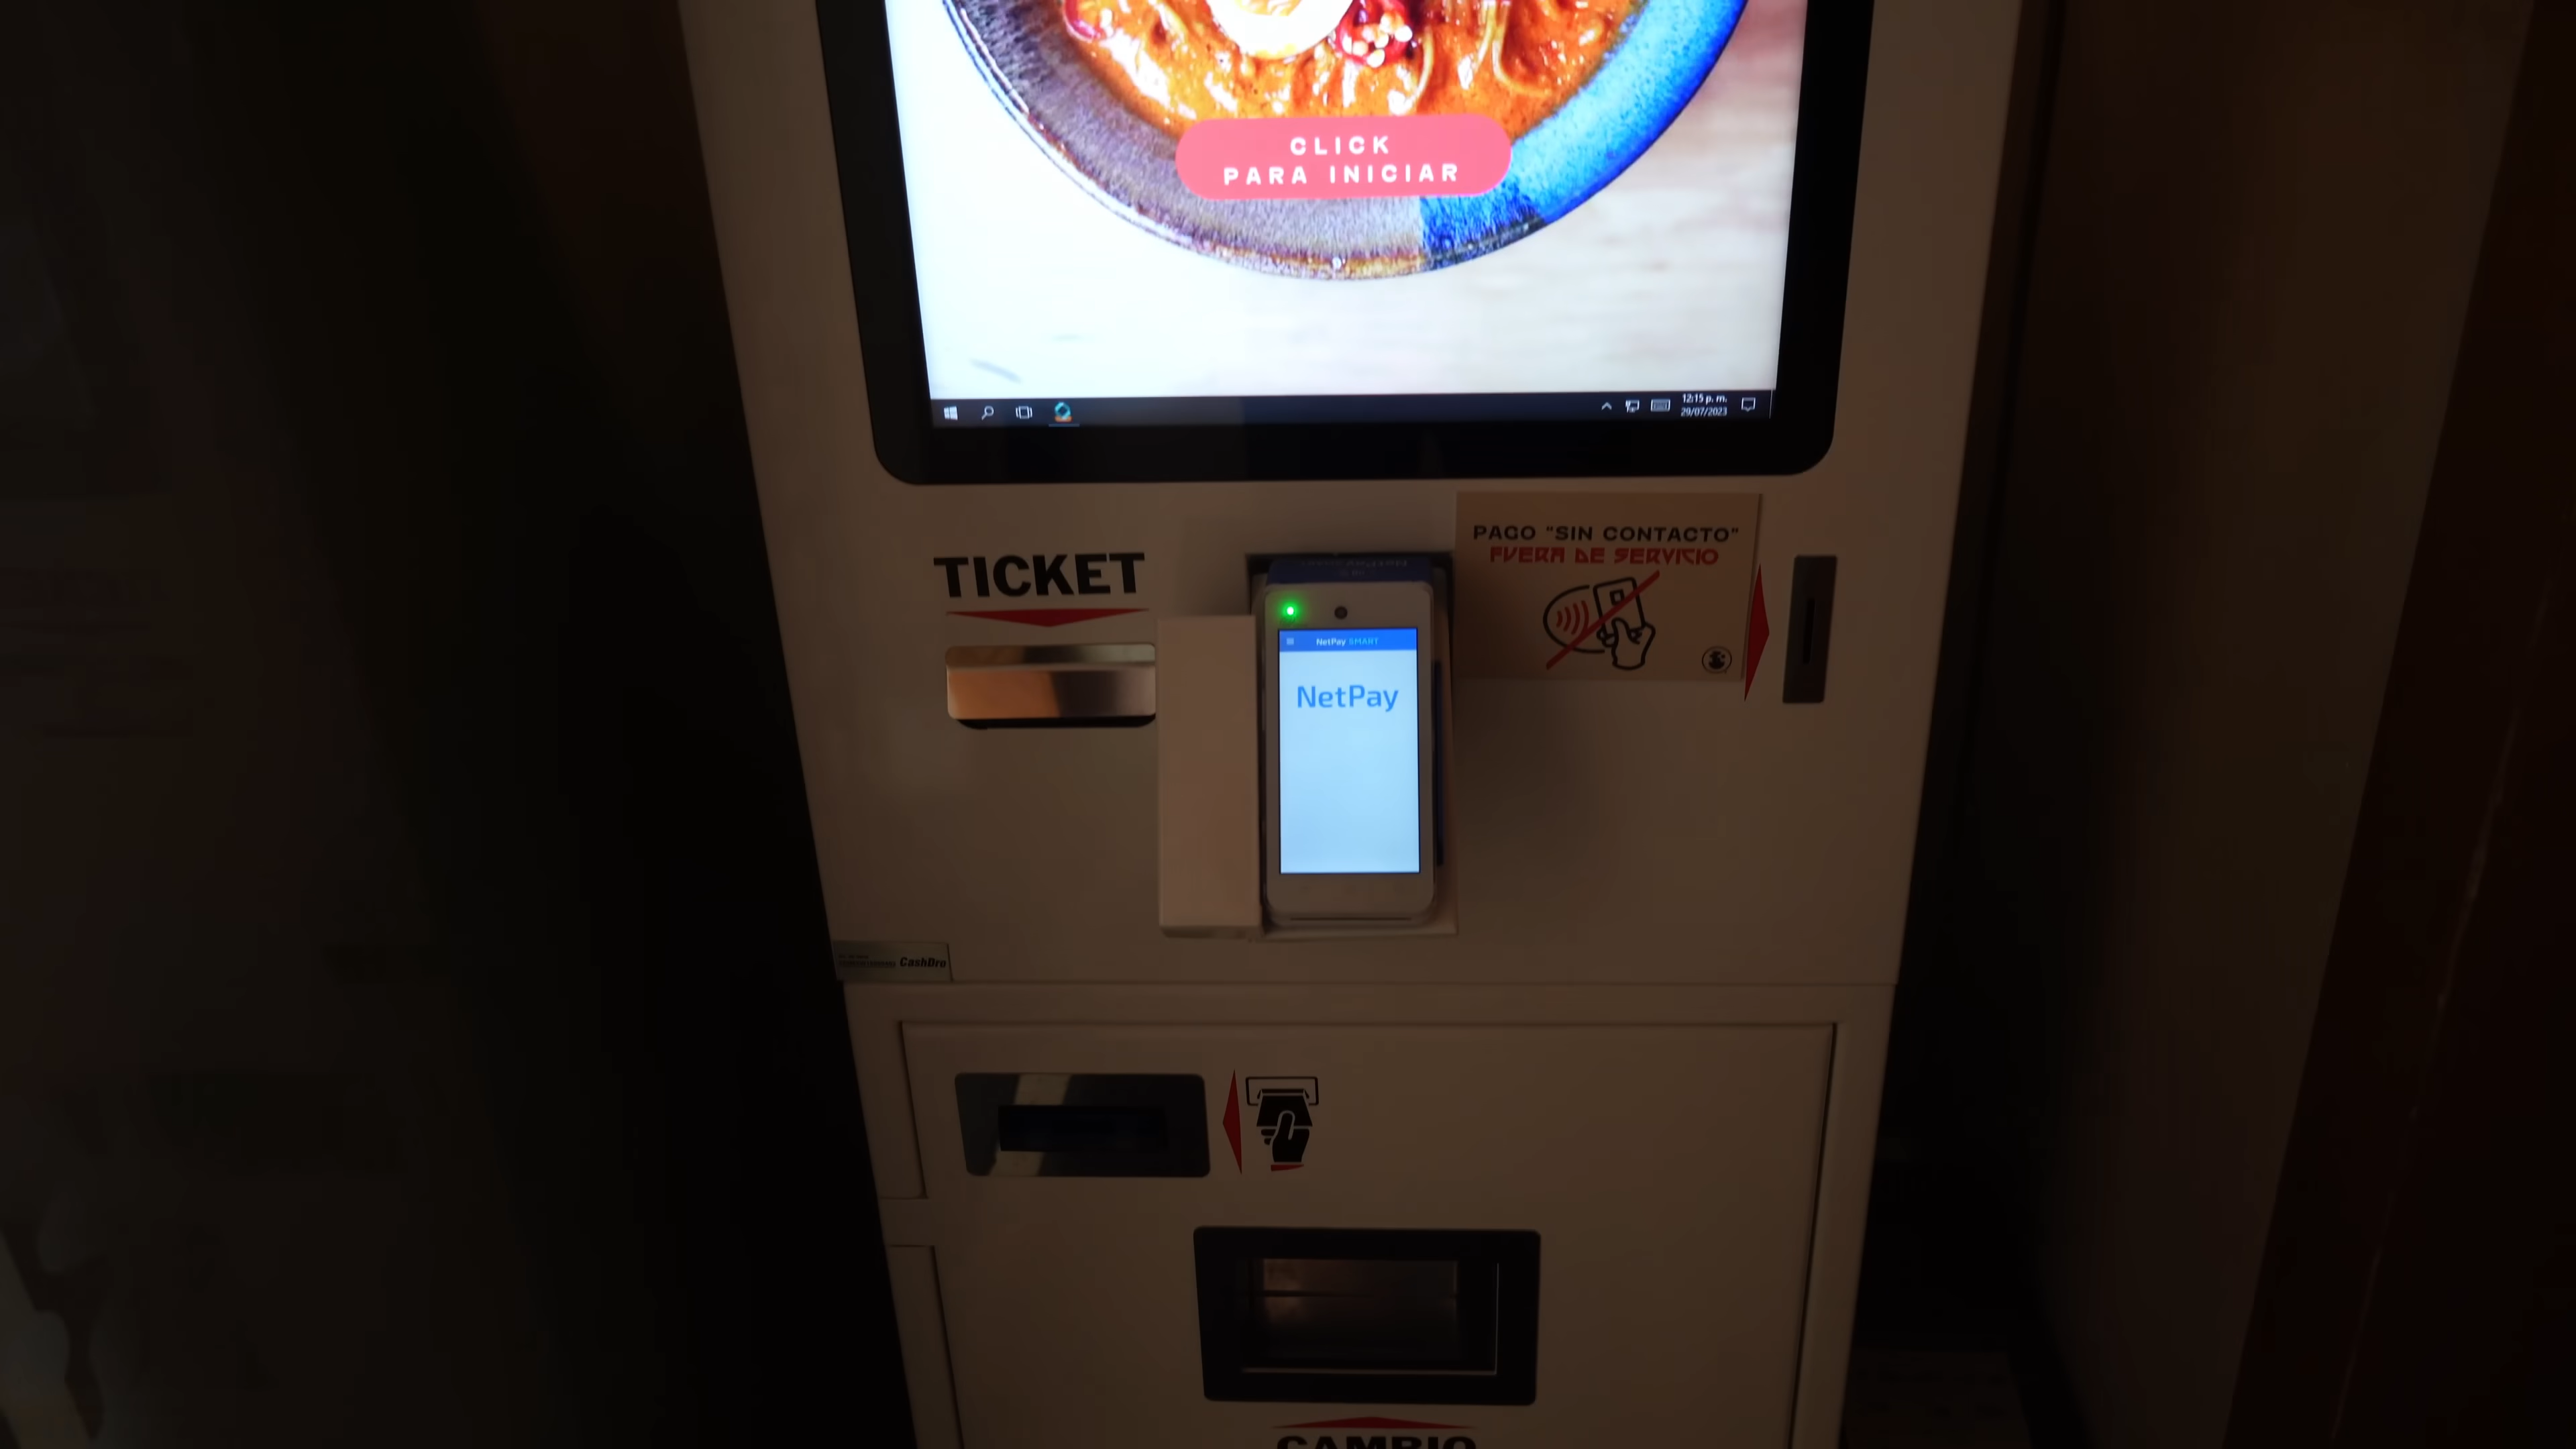 CLICK
PARA INICIAR
12:15 p. m.
29/07/2023
TICKET
PAGO "SIN CONTACTO"
FUERA DE SERVICIO
NetPay SMART
NetPay
CashDro
CAMBIO